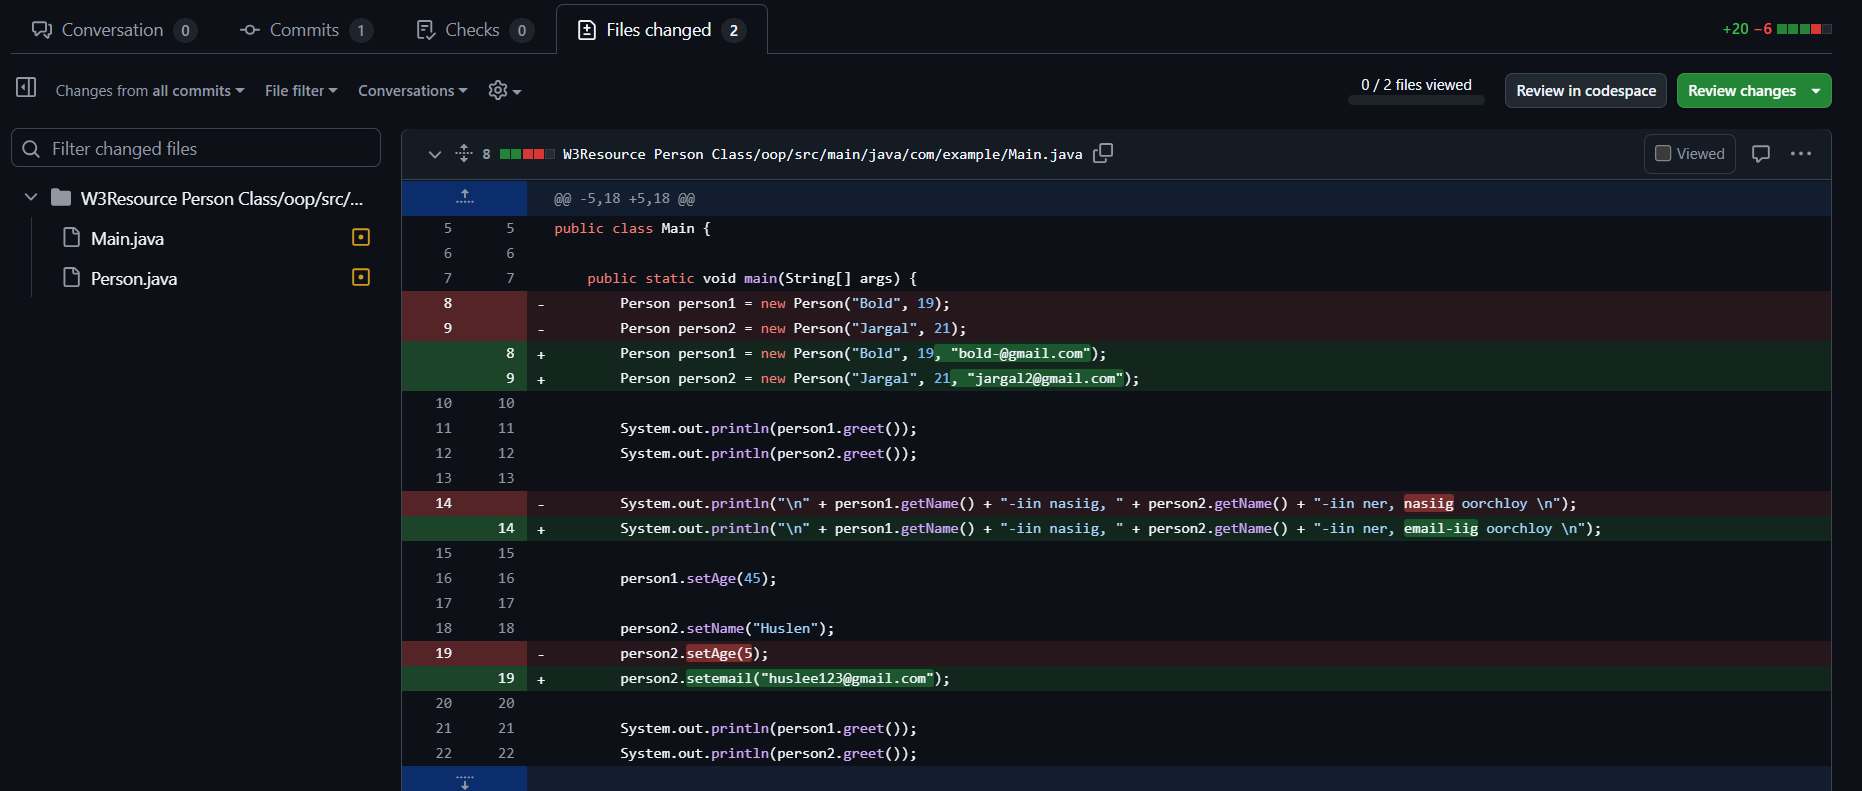 Conversation 0 Commits 1 Checks 0 Files changed 2 +20 −6
Changes from all commits File filter Conversations 0 / 2 files viewed Review in codespace Review changes
Filter changed files
W3Resource Person Class/oop/src/...
Main.java
Person.java
8 W3Resource Person Class/oop/src/main/java/com/example/Main.java Viewed
@@ -5,18 +5,18 @@
5 5 public class Main {
6 6
7 7 public static void main(String[] args) {
8 - Person person1 = new Person("Bold", 19);
9 - Person person2 = new Person("Jargal", 21);
8 + Person person1 = new Person("Bold", 19, "bold-@gmail.com");
9 + Person person2 = new Person("Jargal", 21, "jargal2@gmail.com");
10 10
11 11 System.out.println(person1.greet());
12 12 System.out.println(person2.greet());
13 13
14 - System.out.println("\n" + person1.getName() + "-iin nasiig, " + person2.getName() + "-iin ner, nasiig oorchloy \n");
14 + System.out.println("\n" + person1.getName() + "-iin nasiig, " + person2.getName() + "-iin ner, email-iig oorchloy \n");
15 15
16 16 person1.setAge(45);
17 17
18 18 person2.setName("Huslen");
19 - person2.setAge(5);
19 + person2.setemail("huslee123@gmail.com");
20 20
21 21 System.out.println(person1.greet());
22 22 System.out.println(person2.greet());